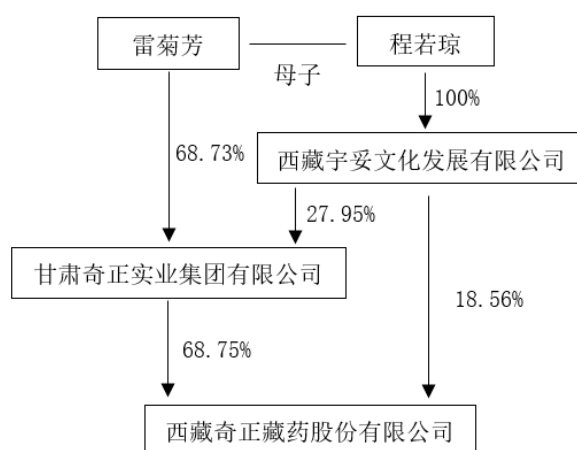 雷菊芳
程若琼
母子
100%
68.73%
西藏宇妥文化发展有限公司
27.95%
甘肃奇正实业集团有限公司
18.56%
68.75%
西藏奇正藏药股份有限公司